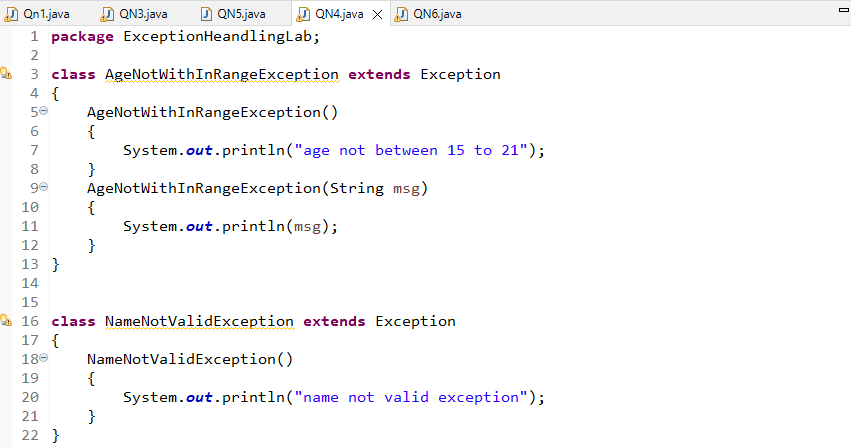 Qn1.java QN3.java QN5.java QN4.java QN6.java
1 package ExceptionHeandlingLab;
2
3 class AgeNotWithInRangeException extends Exception
4 {
5 AgeNotWithInRangeException()
6 {
7 System.out.println("age not between 15 to 21");
8 }
9 AgeNotWithInRangeException(String msg)
10 {
11 System.out.println(msg);
12 }
13 }
14
15
16 class NameNotValidException extends Exception
17 {
18 NameNotValidException()
19 {
20 System.out.println("name not valid exception");
21 }
22 }